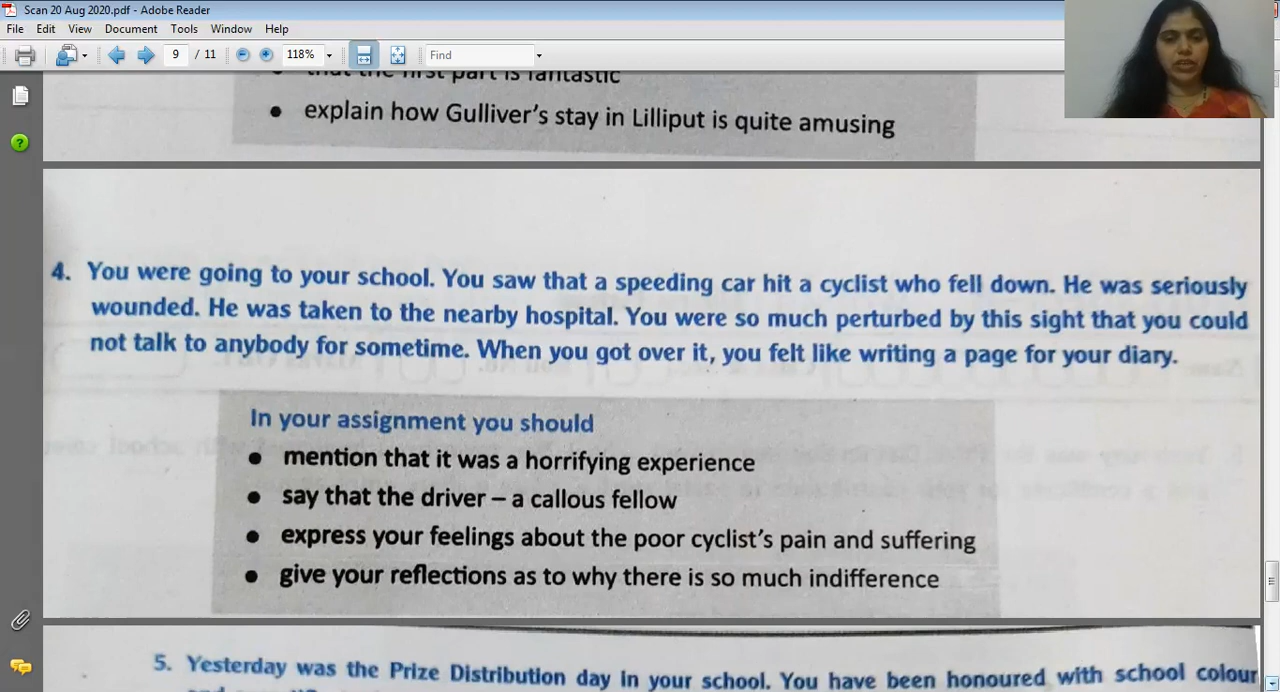 Scan 20 Aug 2020.pdf - Adobe Reader
File Edit View Document Tools Window Help
9 / 11 118% Find
that the first part is fantastic
• explain how Gulliver's stay in Lilliput is quite amusing
4. You were going to your school. You saw that a speeding car hit a cyclist who fell down. He was seriously
wounded. He was taken to the nearby hospital. You were so much perturbed by this sight that you could
not talk to anybody for sometime. When you got over it, you felt like writing a page for your diary.
In your assignment you should
• mention that it was a horrifying experience
• say that the driver – a callous fellow
• express your feelings about the poor cyclist's pain and suffering
• give your reflections as to why there is so much indifference
5. Yesterday was the Prize Distribution day in your school. You have been honoured with school colour